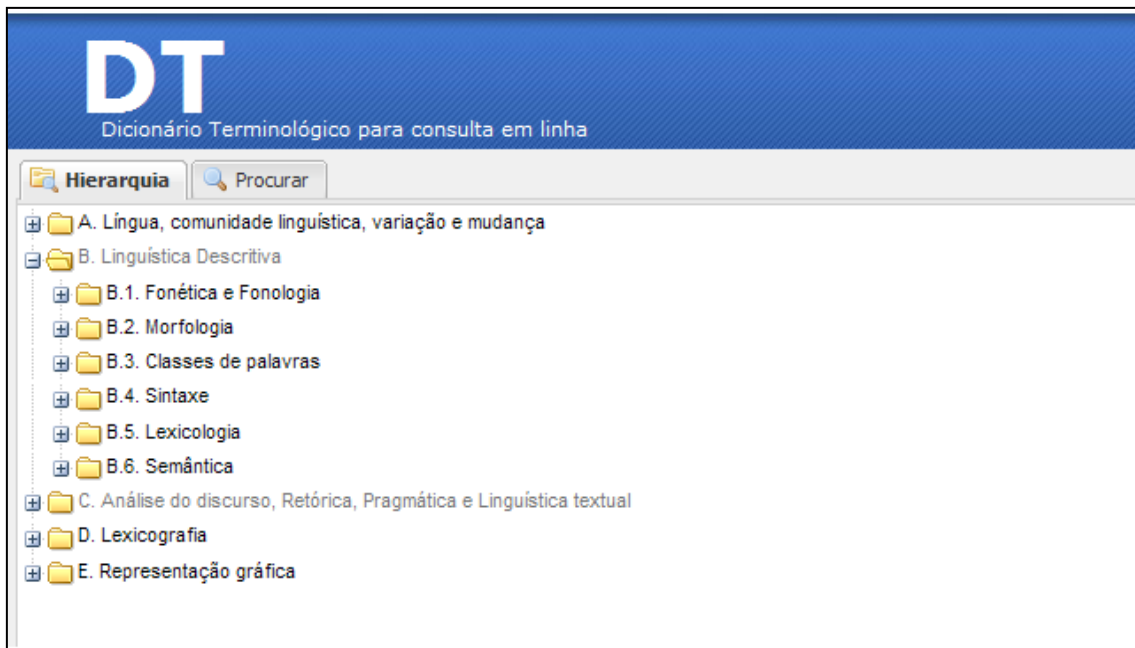 DT
Dicionário Terminológico para consulta em linha
Hierarquia Procurar
A. Língua, comunidade linguística, variação e mudança
B. Linguística Descritiva
B.1. Fonética e Fonologia
B.2. Morfologia
B.3. Classes de palavras
B.4. Sintaxe
B.5. Lexicologia
B.6. Semântica
C. Análise do discurso, Retórica, Pragmática e Linguística textual
D. Lexicografia
E. Representação gráfica